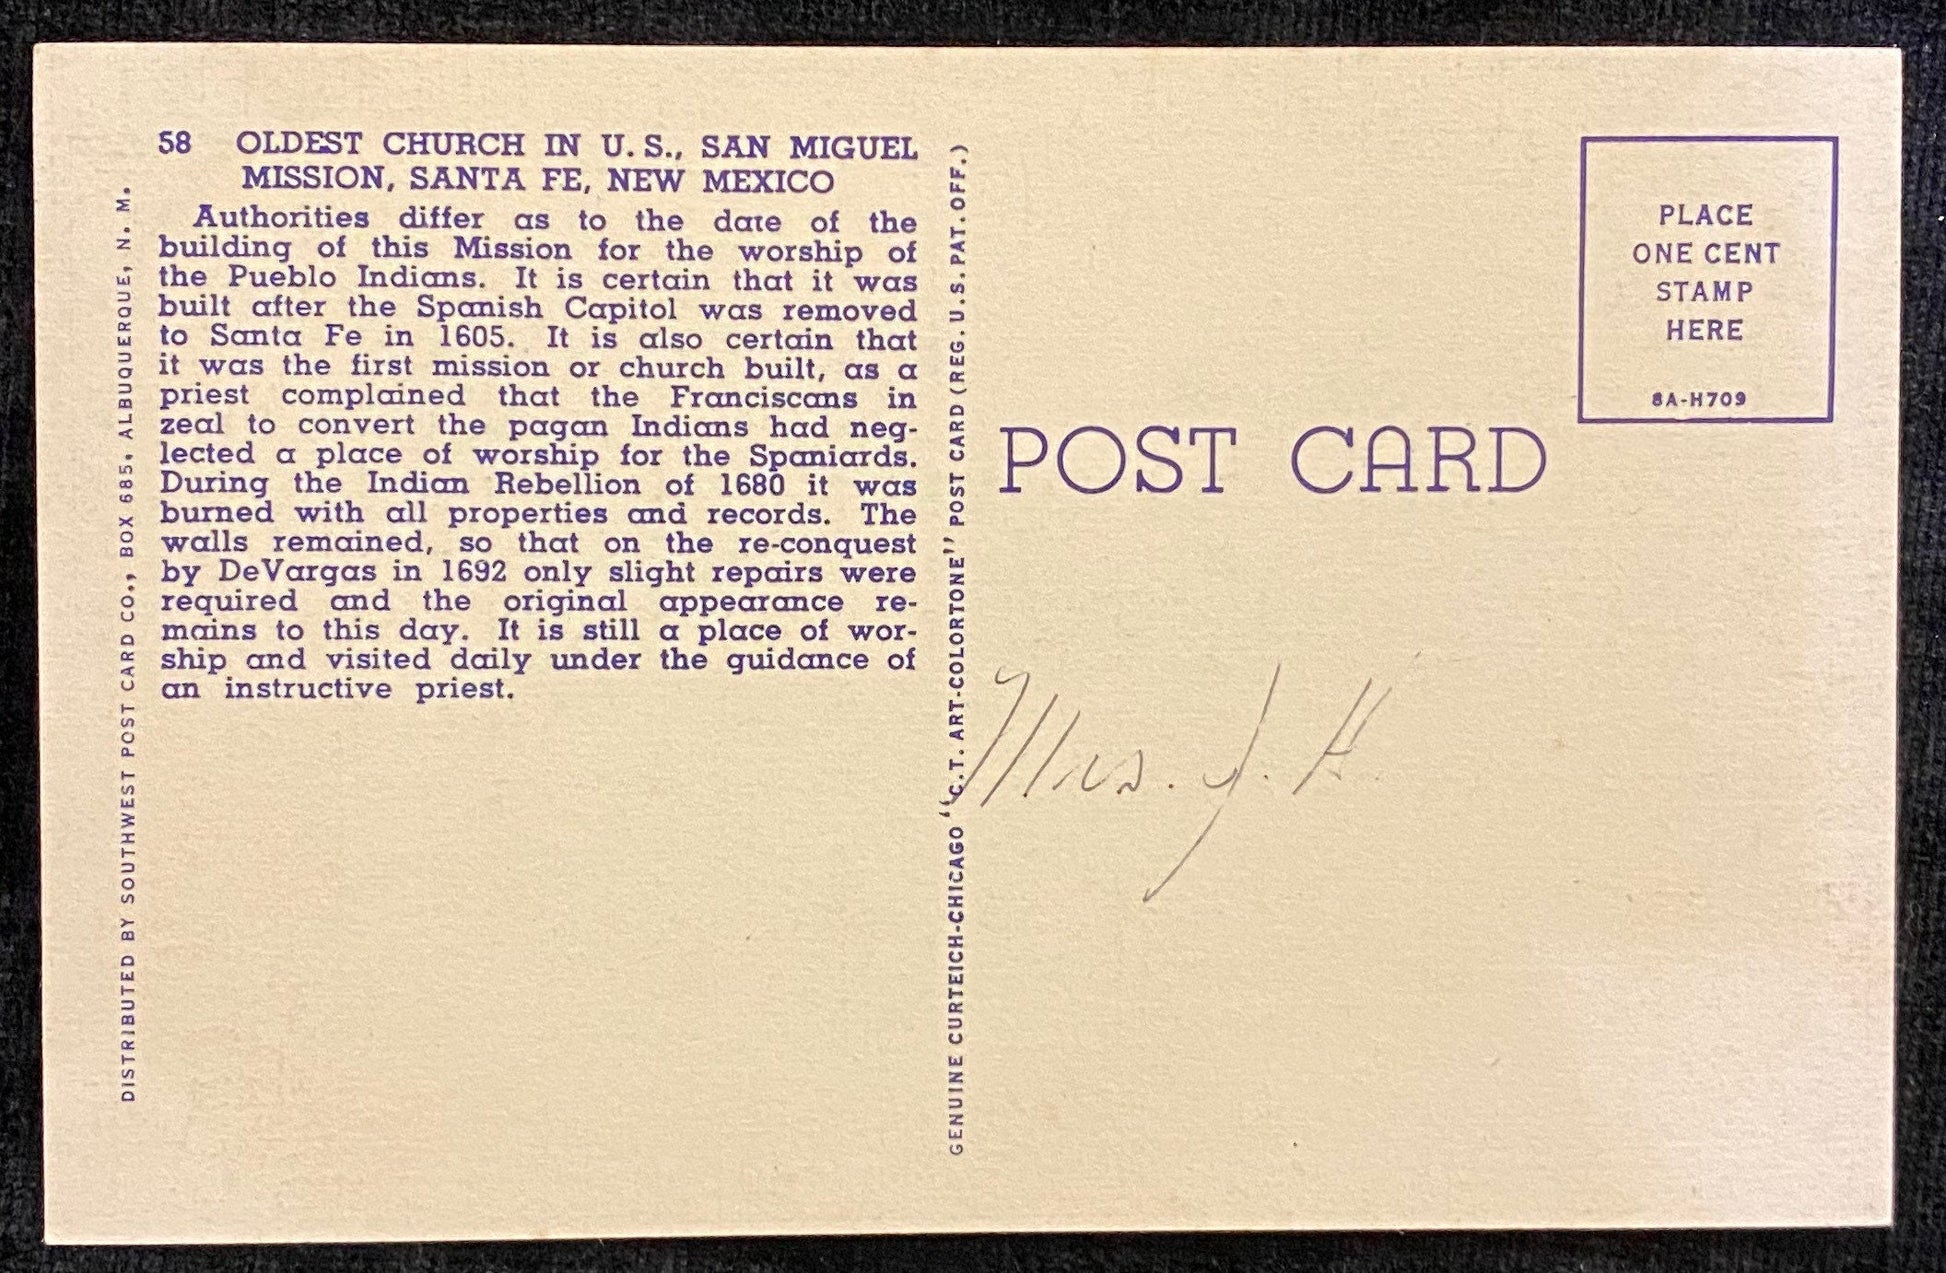 58 OLDEST CHURCH IN U. S., SAN MIGUEL
MISSION, SANTA FE, NEW MEXICO
Authorities differ as to the date of the
building of this Mission for the worship of
the Pueblo Indians. It is certain that it was
built after the Spanish Capitol was removed
to Santa Fe in 1605. It is also certain that
it was the first mission or church built, as a
priest complained that the Franciscans in
zeal to convert the pagan Indians had neg-
lected a place of worship for the Spaniards.
During the Indian Rebellion of 1680 it was
burned with all properties and records. The
walls remained, so that on the re-conquest
by DeVargas in 1692 only slight repairs were
required and the original appearance re-
mains to this day. It is still a place of wor-
ship and visited daily under the guidance of
an instructive priest.
DISTRIBUTED BY SOUTHWEST POST CARD CO., BOX 685, ALBUQUERQUE, N. M.
GENUINE CURTEICH-CHICAGO "C.T. ART-COLORTONE" POST CARD (REG. U.S. PAT. OFF.)
POST CARD
PLACE
ONE CENT
STAMP
HERE
8A-H709
Mrs. J. H.